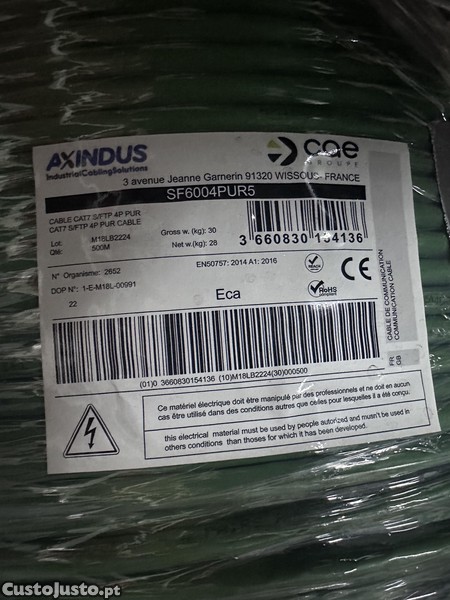 AXINDUS
IndustrialCablingSolutions
cae
GROUPE
3 avenue Jeanne Garnerin 91320 WISSOUS- FRANCE
SF6004PUR5
CABLE CAT7 S/FTP 4P PUR
CAT7 S/FTP 4P PUR CABLE
Lot: M18LB2224
Qté: 500M
Gross w. (kg): 30
Net w.(kg): 28
3 660830 154136
N° Organisme: 2652
EN50757: 2014 A1: 2016
DOP N°: 1-E-M16L-00991
22
Eca
RoHS
COMPLIANT
CE
CABLE DE COMMUNICATION
COMMUNICATION CABLE
FR
GB
(01)0 3660830154136 (10)M18LB2224(30)000500
Ce matériel électrique doit être manipulé par des professionnels et ne doit en aucun
cas être utilisé dans des conditions autres que celles pour lesquelles il a été conçu.
this electrical material must be used by authorized people and musn't be used in
others conditions than thoses for which it has been developed.
CustoJusto.pt